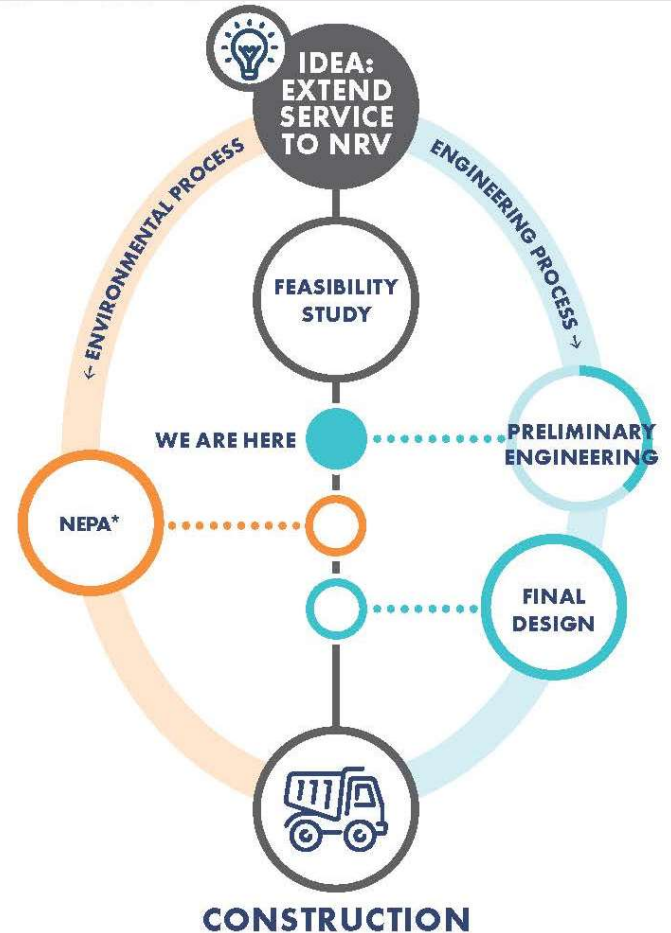 IDEA:
EXTEND
SERVICE
TO NRV
← ENVIRONMENTAL PROCESS
ENGINEERING PROCESS →
FEASIBILITY
STUDY
WE ARE HERE
PRELIMINARY
ENGINEERING
NEPA*
FINAL
DESIGN
CONSTRUCTION